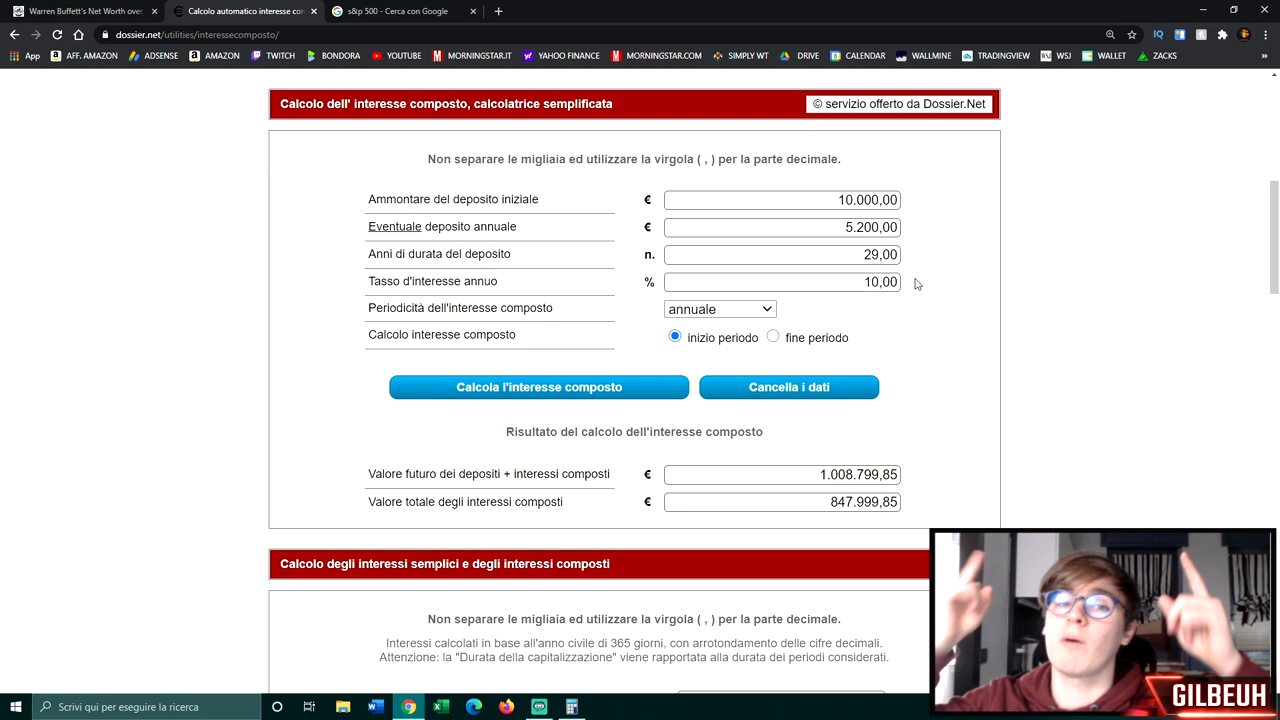 Warren Buffett's Net Worth over
Calcolo automatico interesse con
s&p 500 - Cerca con Google
dossier.net/utilities/interessecomposto/
App AFF. AMAZON ADSENSE AMAZON TWITCH BONDORA YOUTUBE MORNINGSTAR.IT YAHOO FINANCE MORNINGSTAR.COM SIMPLY WT DRIVE CALENDAR WALLMINE TRADINGVIEW WSJ WALLET ZACKS
Calcolo dell' interesse composto, calcolatrice semplificata
© servizio offerto da Dossier.Net
Non separare le migliaia ed utilizzare la virgola ( , ) per la parte decimale.
Ammontare del deposito iniziale € 10.000,00
Eventuale deposito annuale € 5.200,00
Anni di durata del deposito n. 29,00
Tasso d'interesse annuo % 10,00
Periodicità dell'interesse composto annuale
Calcolo interesse composto inizio periodo fine periodo
Calcola l'interesse composto Cancella i dati
Risultato del calcolo dell'interesse composto
Valore futuro dei depositi + interessi composti € 1.008.799,85
Valore totale degli interessi composti € 847.999,85
Calcolo degli interessi semplici e degli interessi composti
Non separare le migliaia ed utilizzare la virgola ( , ) per la parte decimale.
Interessi calcolati in base all'anno civile di 365 giorni, con arrotondamento delle cifre decimali.
Attenzione: la "Durata della capitalizzazione" viene rapportata alla durata dei periodi considerati.
GILBEUH
Scrivi qui per eseguire la ricerca